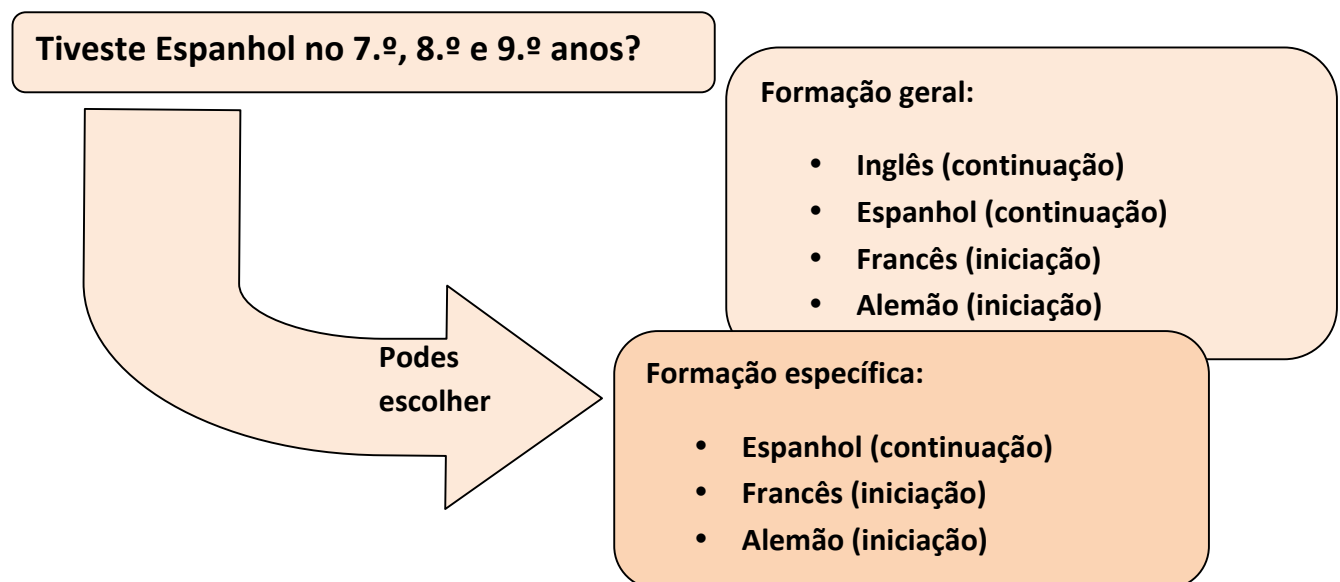 Tiveste Espanhol no 7.º, 8.º e 9.º anos?
Formação geral:
• Inglês (continuação)
• Espanhol (continuação)
• Francês (iniciação)
• Alemão (iniciação)
Podes
escolher
Formação específica:
• Espanhol (continuação)
• Francês (iniciação)
• Alemão (iniciação)